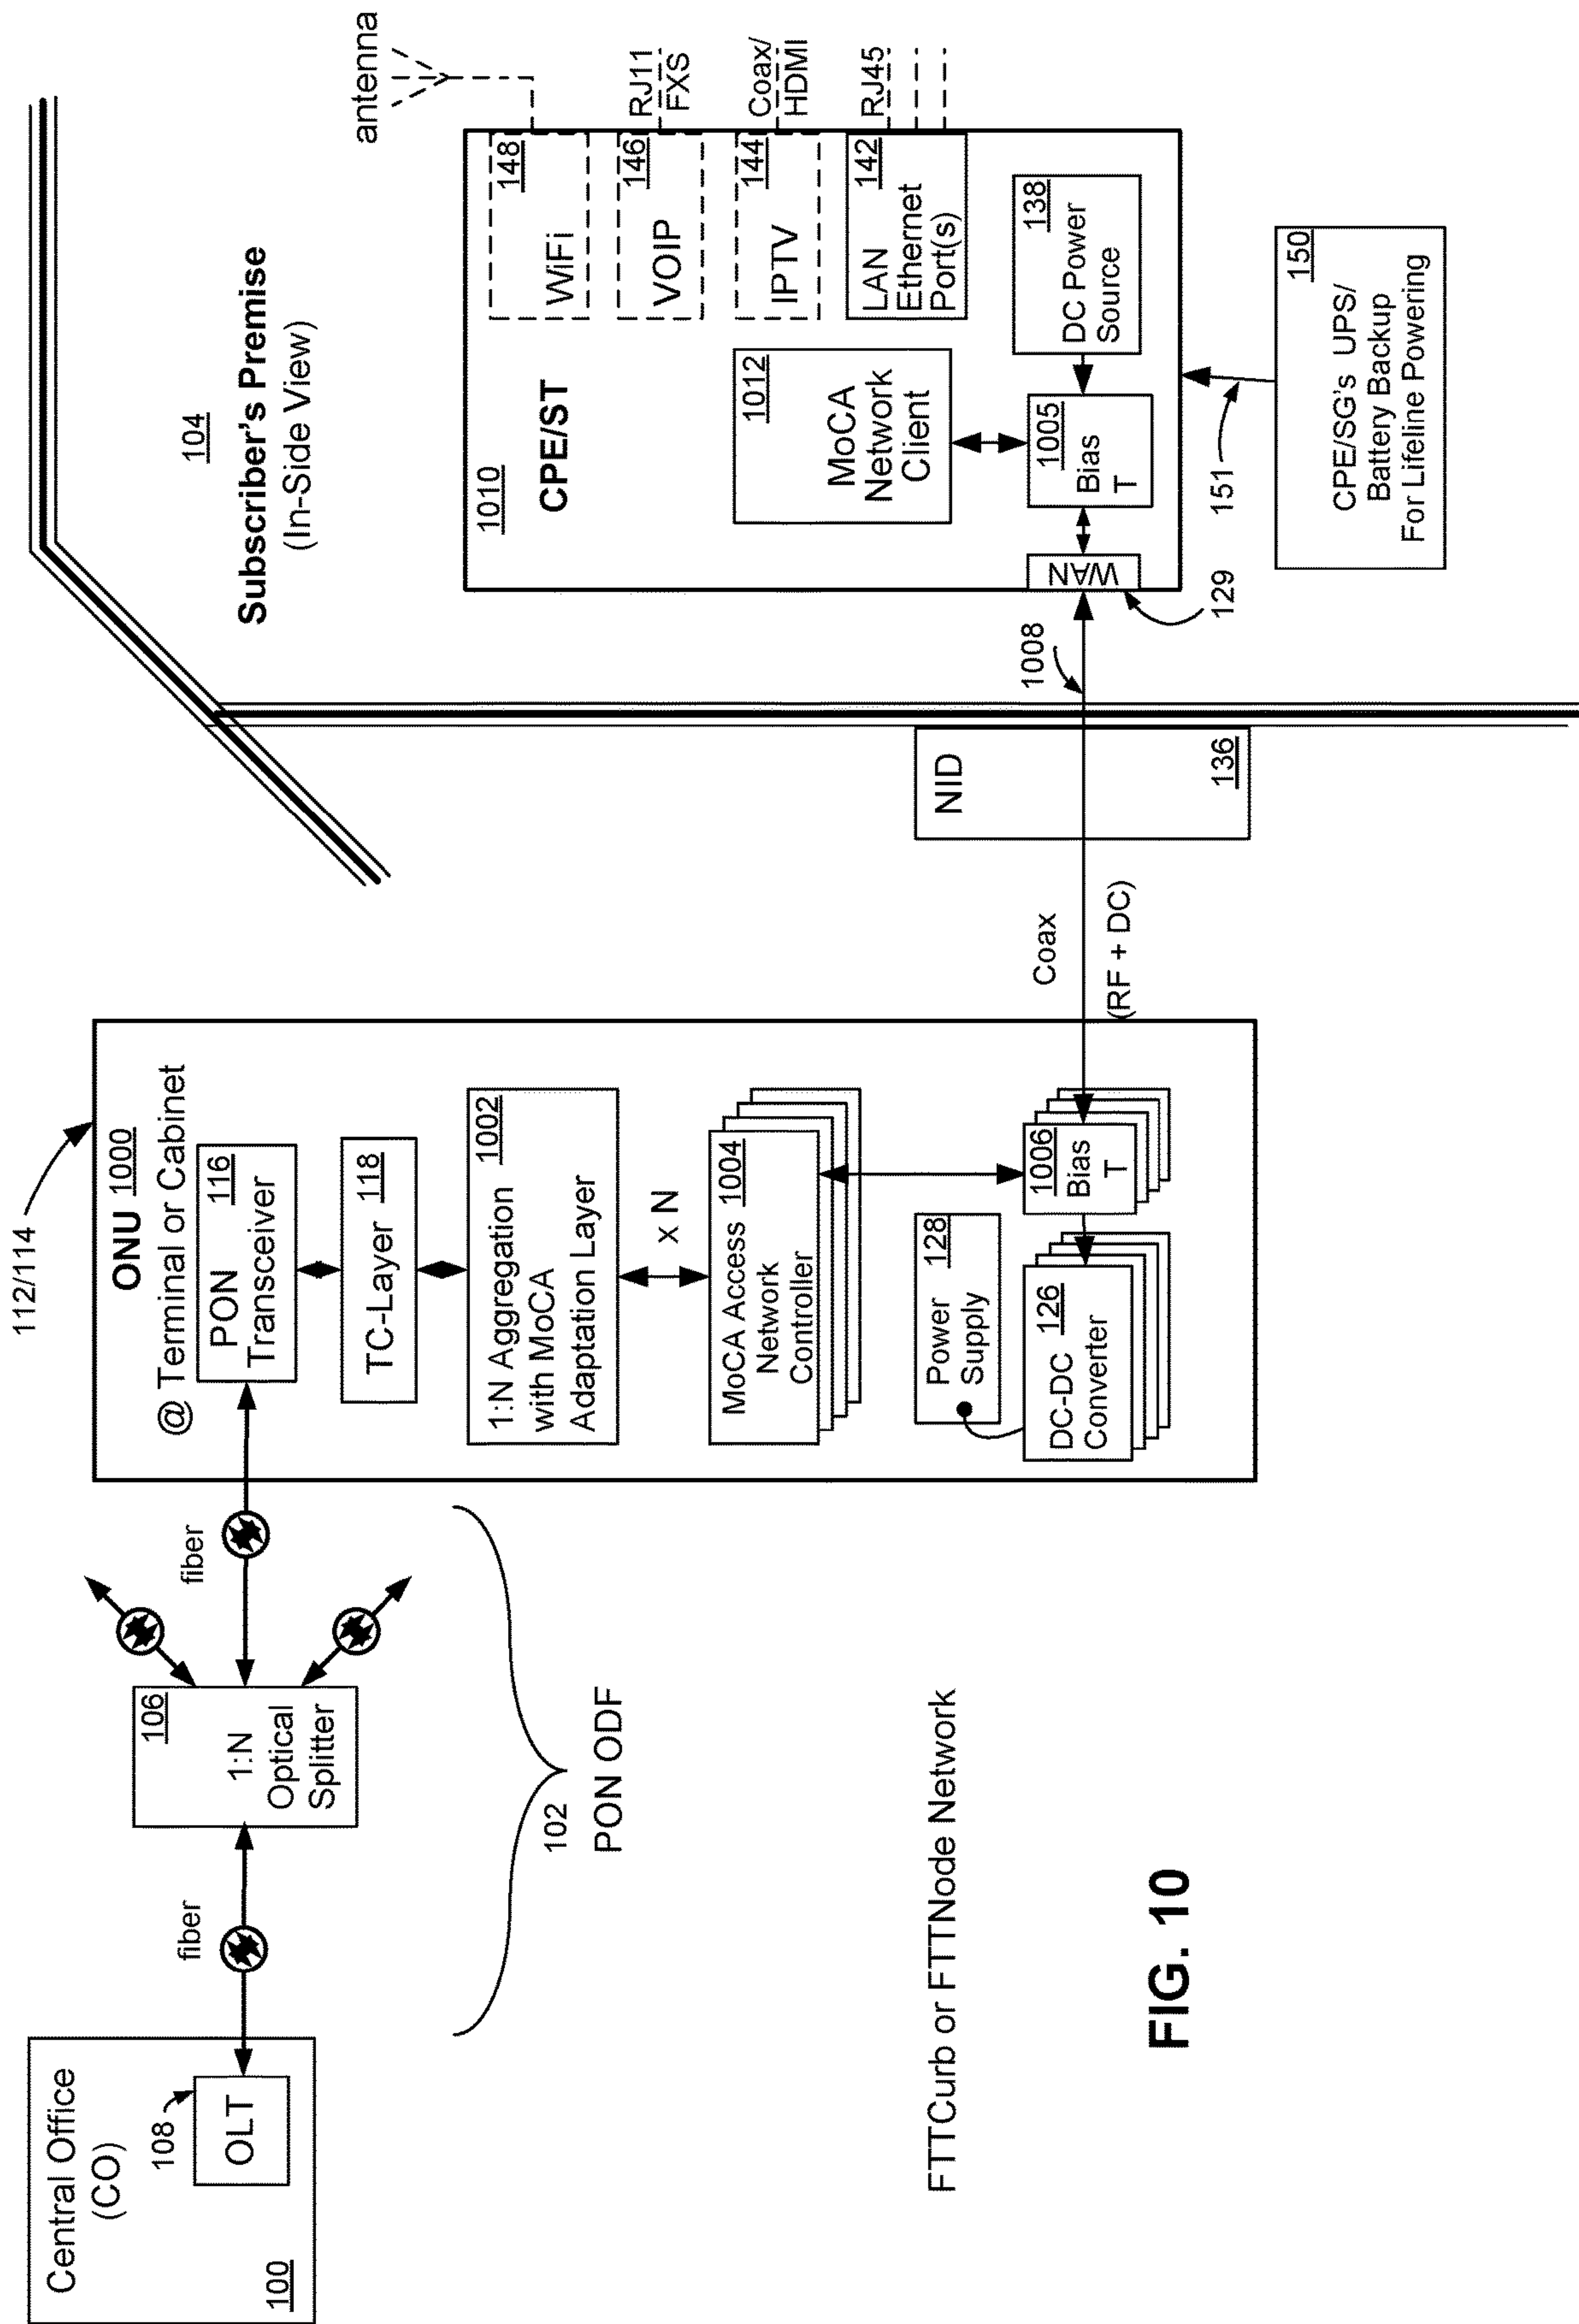 Central Office
(CO)
108
OLT
100
fiber
106
1:N
Optical
Splitter
fiber
102
PON ODF
112/114
ONU 1000
@ Terminal or Cabinet
PON 116
Transceiver
TC-Layer 118
1:N Aggregation 1002
with MoCA
Adaptation Layer
x N
MoCA Access 1004
Network
Controller
Power 128
Supply
DC-DC 126
Converter
1006
Bias
T
Coax
(RF + DC)
NID
136
1008
104
Subscriber's Premise
(In-Side View)
1010
CPE/ST
WAN
129
1012
MoCA
Network
Client
1005
Bias
T
138
DC Power
Source
148
WiFi
146
VOIP
144
IPTV
142
LAN
Ethernet
Port(s)
antenna
RJ11
FXS
Coax/
HDMI
RJ45
151
150
CPE/SG's UPS/
Battery Backup
For Lifeline Powering
FTTCurb or FTTNode Network
FIG. 10